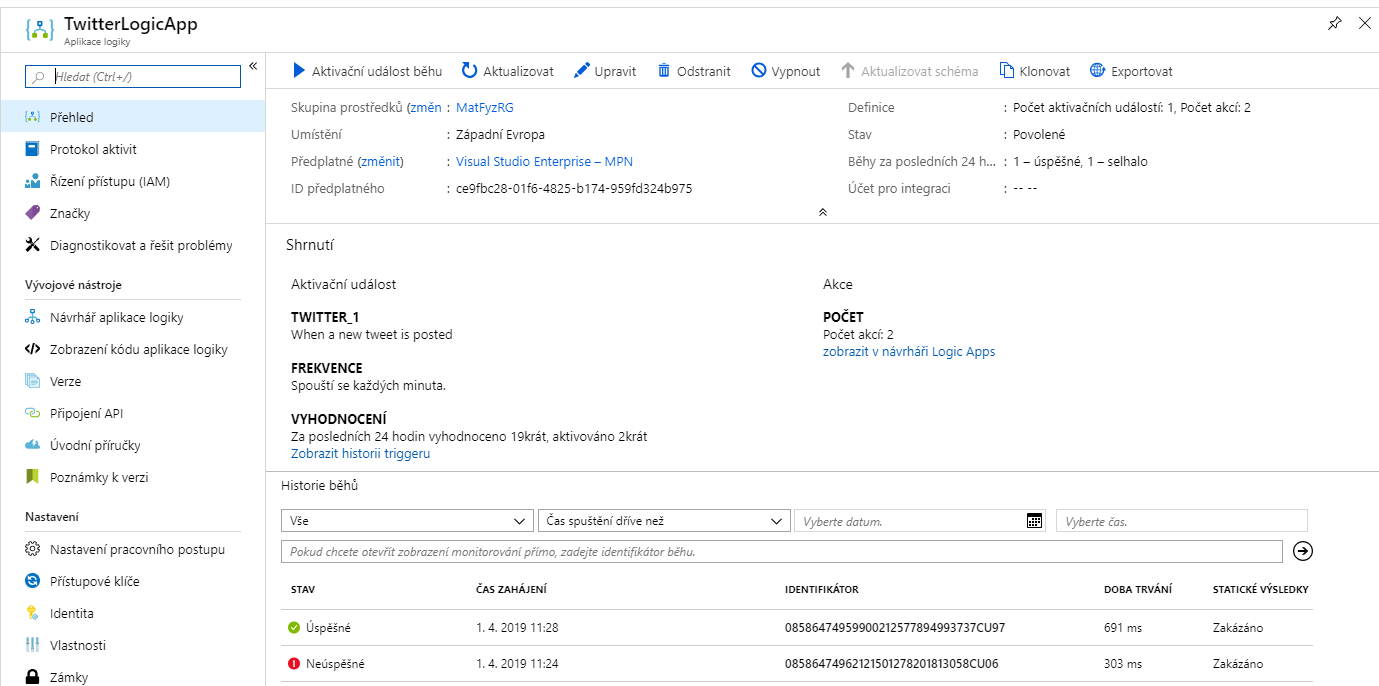 TwitterLogicApp
Aplikace logiky
Hledat (Ctrl+/)
«
Přehled
Protokol aktivit
Řízení přístupu (IAM)
Značky
Diagnostikovat a řešit problémy
Vývojové nástroje
Návrhář aplikace logiky
Zobrazení kódu aplikace logiky
Verze
Připojení API
Úvodní příručky
Poznámky k verzi
Nastavení
Nastavení pracovního postupu
Přístupové klíče
Identita
Vlastnosti
Zámky
Aktivační událost běhu Aktualizovat Upravit Odstranit Vypnout Aktualizovat schéma Klonovat Exportovat
Skupina prostředků (změn : MatFyzRG
Umístění : Západní Evropa
Předplatné (změnit) : Visual Studio Enterprise – MPN
ID předplatného : ce9fbc28-01f6-4825-b174-959fd324b975
Definice : Počet aktivačních událostí: 1, Počet akcí: 2
Stav : Povolené
Běhy za posledních 24 h... : 1 – úspěšné, 1 – selhalo
Účet pro integraci : -- --
Shrnutí
Aktivační událost
TWITTER_1
When a new tweet is posted
FREKVENCE
Spouští se každých minuta.
VYHODNOCENÍ
Za posledních 24 hodin vyhodnoceno 19krát, aktivováno 2krát
Zobrazit historii triggeru
Akce
POČET
Počet akcí: 2
zobrazit v návrháři Logic Apps
Historie běhů
Vše Čas spuštění dříve než Vyberte datum. Vyberte čas.
Pokud chcete otevřít zobrazení monitorování přímo, zadejte identifikátor běhu.
STAV ČAS ZAHÁJENÍ IDENTIFIKÁTOR DOBA TRVÁNÍ STATICKÉ VÝSLEDKY
Úspěšné 1. 4. 2019 11:28 08586474959900212577894993737CU97 691 ms Zakázáno
Neúspěšné 1. 4. 2019 11:24 08586474962121501278201813058CU06 303 ms Zakázáno